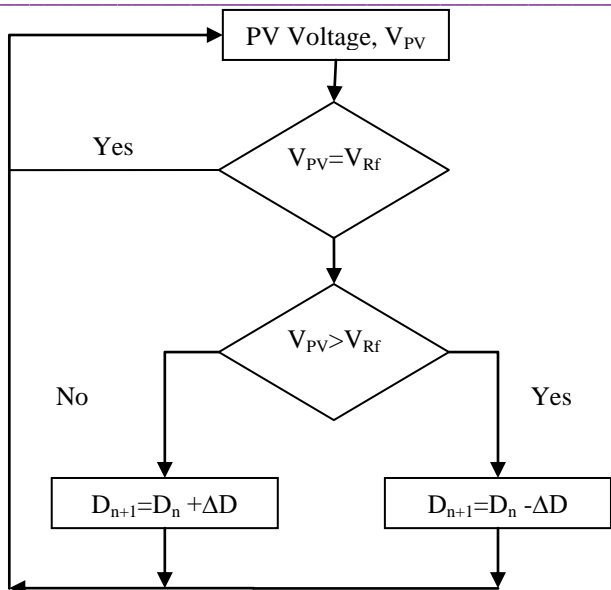 PV Voltage, V_PV
Yes
V_PV=V_Rf
V_PV>V_Rf
No
Yes
D_n+1=D_n +ΔD
D_n+1=D_n -ΔD